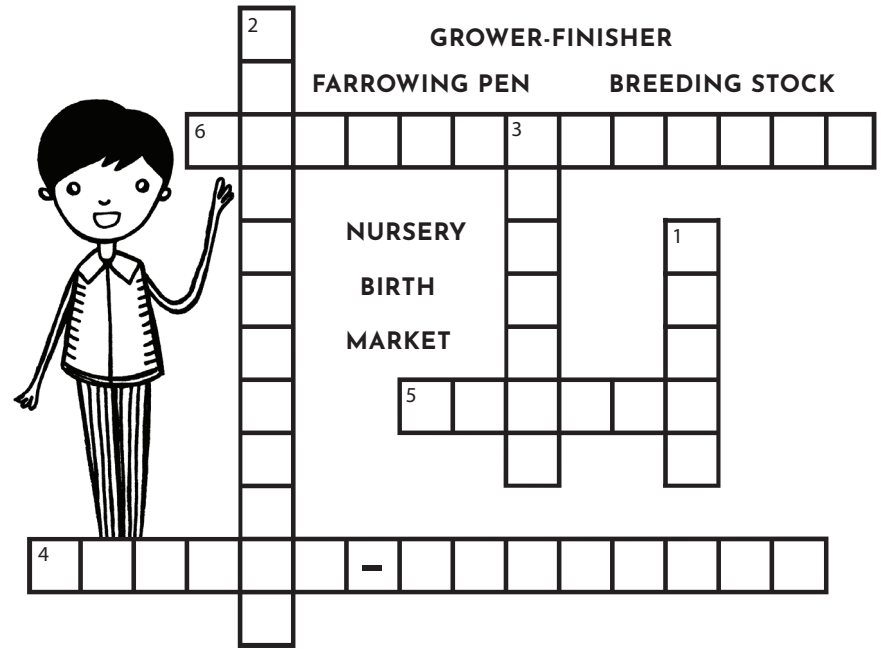 2
GROWER-FINISHER
FARROWING PEN BREEDING STOCK
6 3
NURSERY 1
BIRTH
MARKET
5
4 -